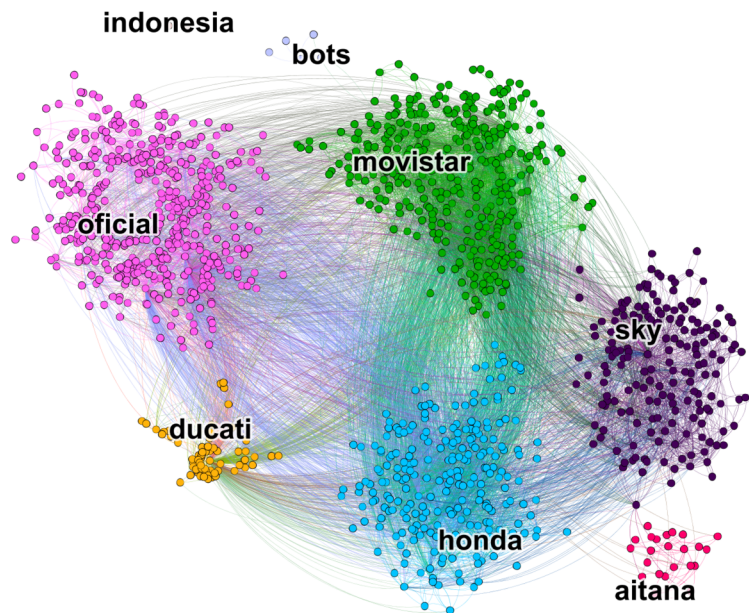 indonesia
bots
movistar
oficial
sky
ducati
honda
aitana